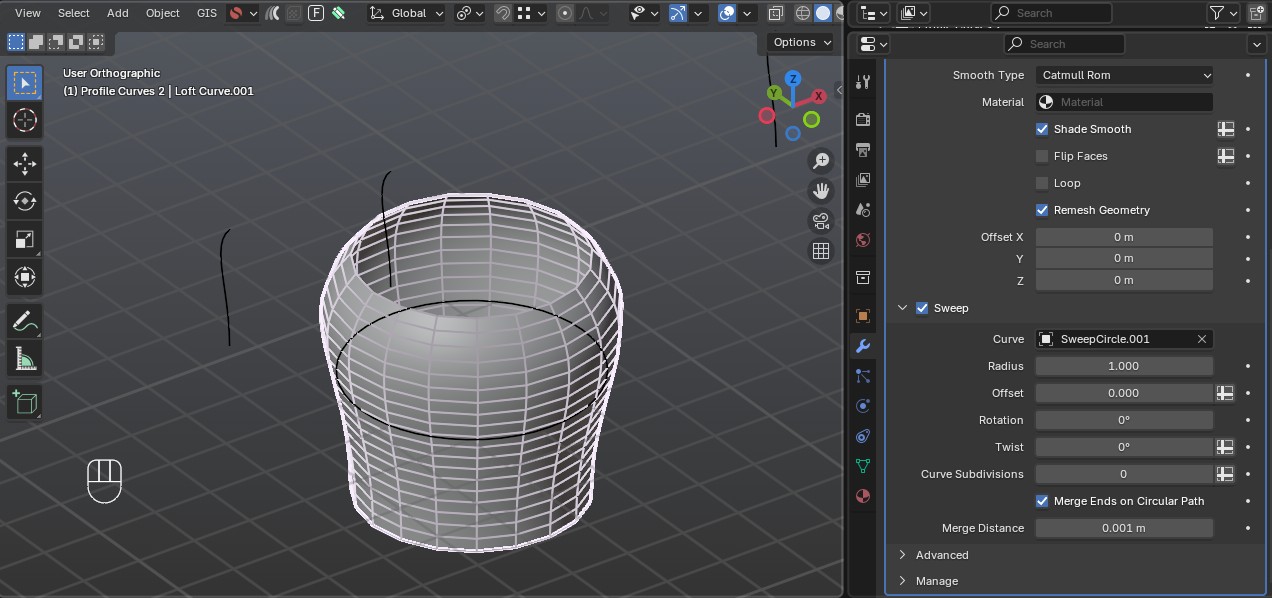 View Select Add Object GIS F Global Search
Options Search
User Orthographic
(1) Profile Curves 2 | Loft Curve.001
Z
Y
X
Smooth Type Catmull Rom
Material Material
Shade Smooth
Flip Faces
Loop
Remesh Geometry
Offset X 0 m
Y 0 m
Z 0 m
Sweep
Curve SweepCircle.001
Radius 1.000
Offset 0.000
Rotation 0°
Twist 0°
Curve Subdivisions 0
Merge Ends on Circular Path
Merge Distance 0.001 m
Advanced
Manage